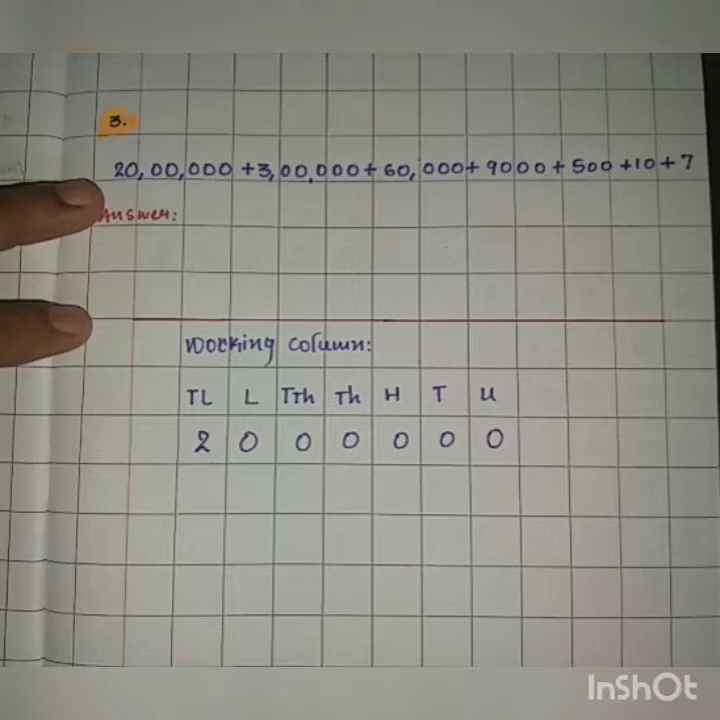 3.
20,00,000 +3,00,000+ 60,000+ 9000+ 500 +10+7
Answer:
Working column:
TL L Tth Th H T U
2 0 0 0 0 0 0
InShOt